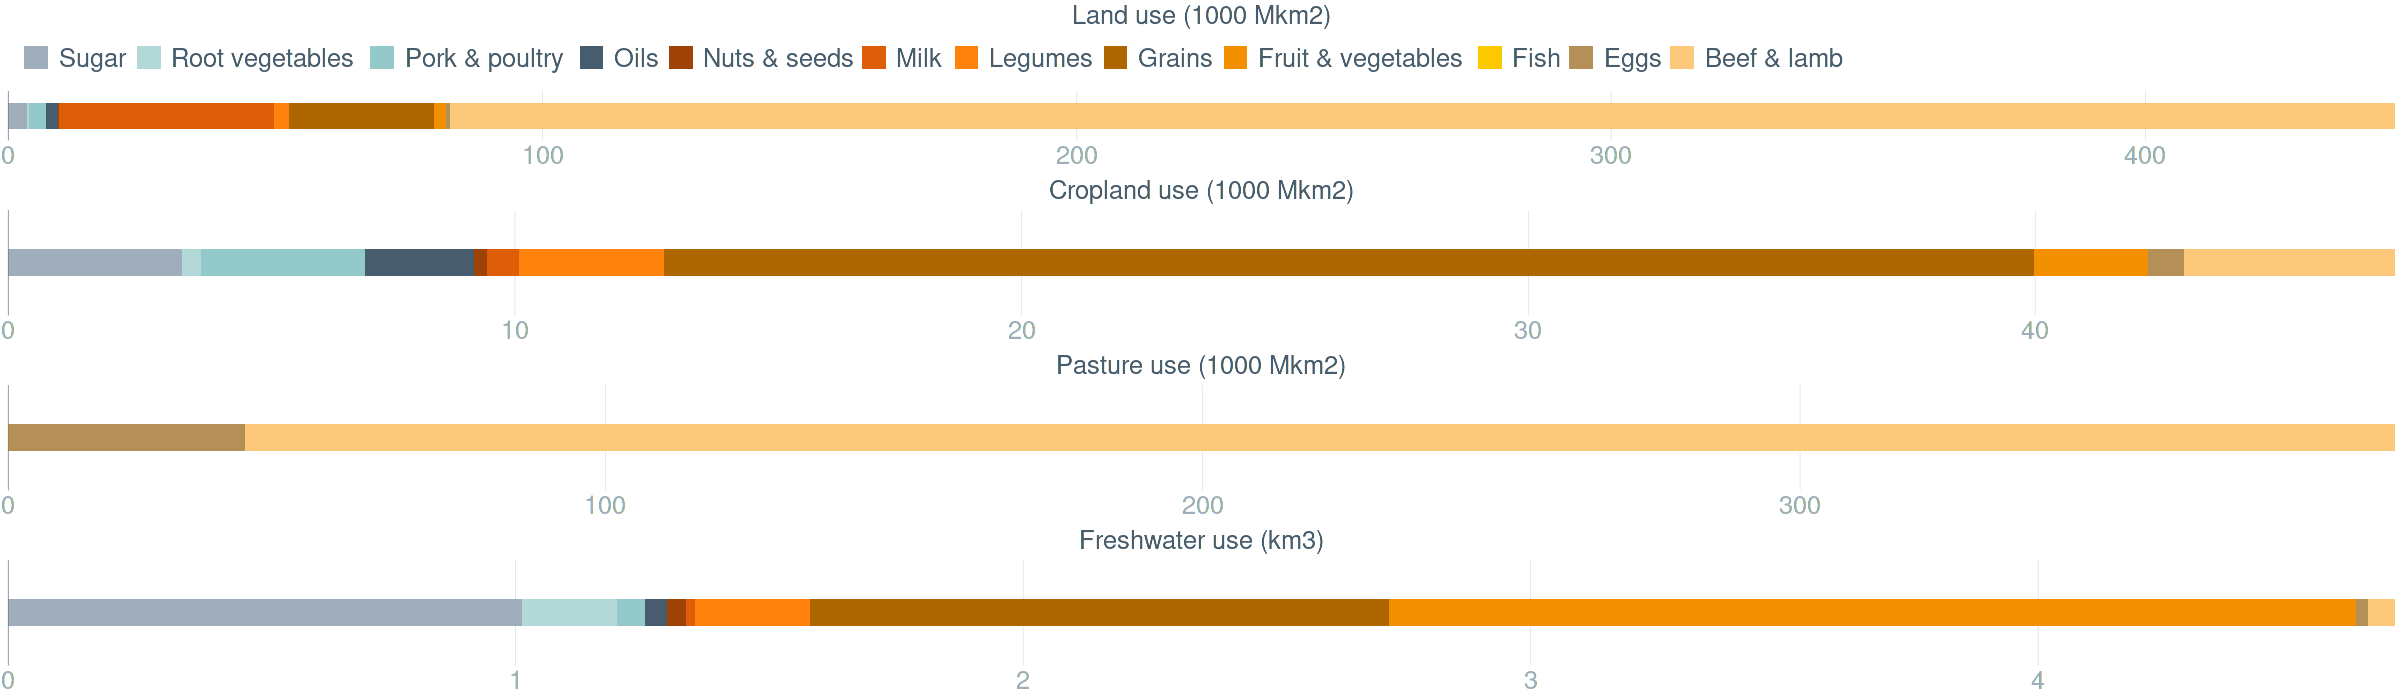 Land use (1000 Mkm2)
Sugar Root vegetables Pork & poultry Oils Nuts & seeds Milk Legumes Grains Fruit & vegetables Fish Eggs Beef & lamb
0 100 200 300 400
Cropland use (1000 Mkm2)
0 10 20 30 40
Pasture use (1000 Mkm2)
0 100 200 300
Freshwater use (km3)
0 1 2 3 4